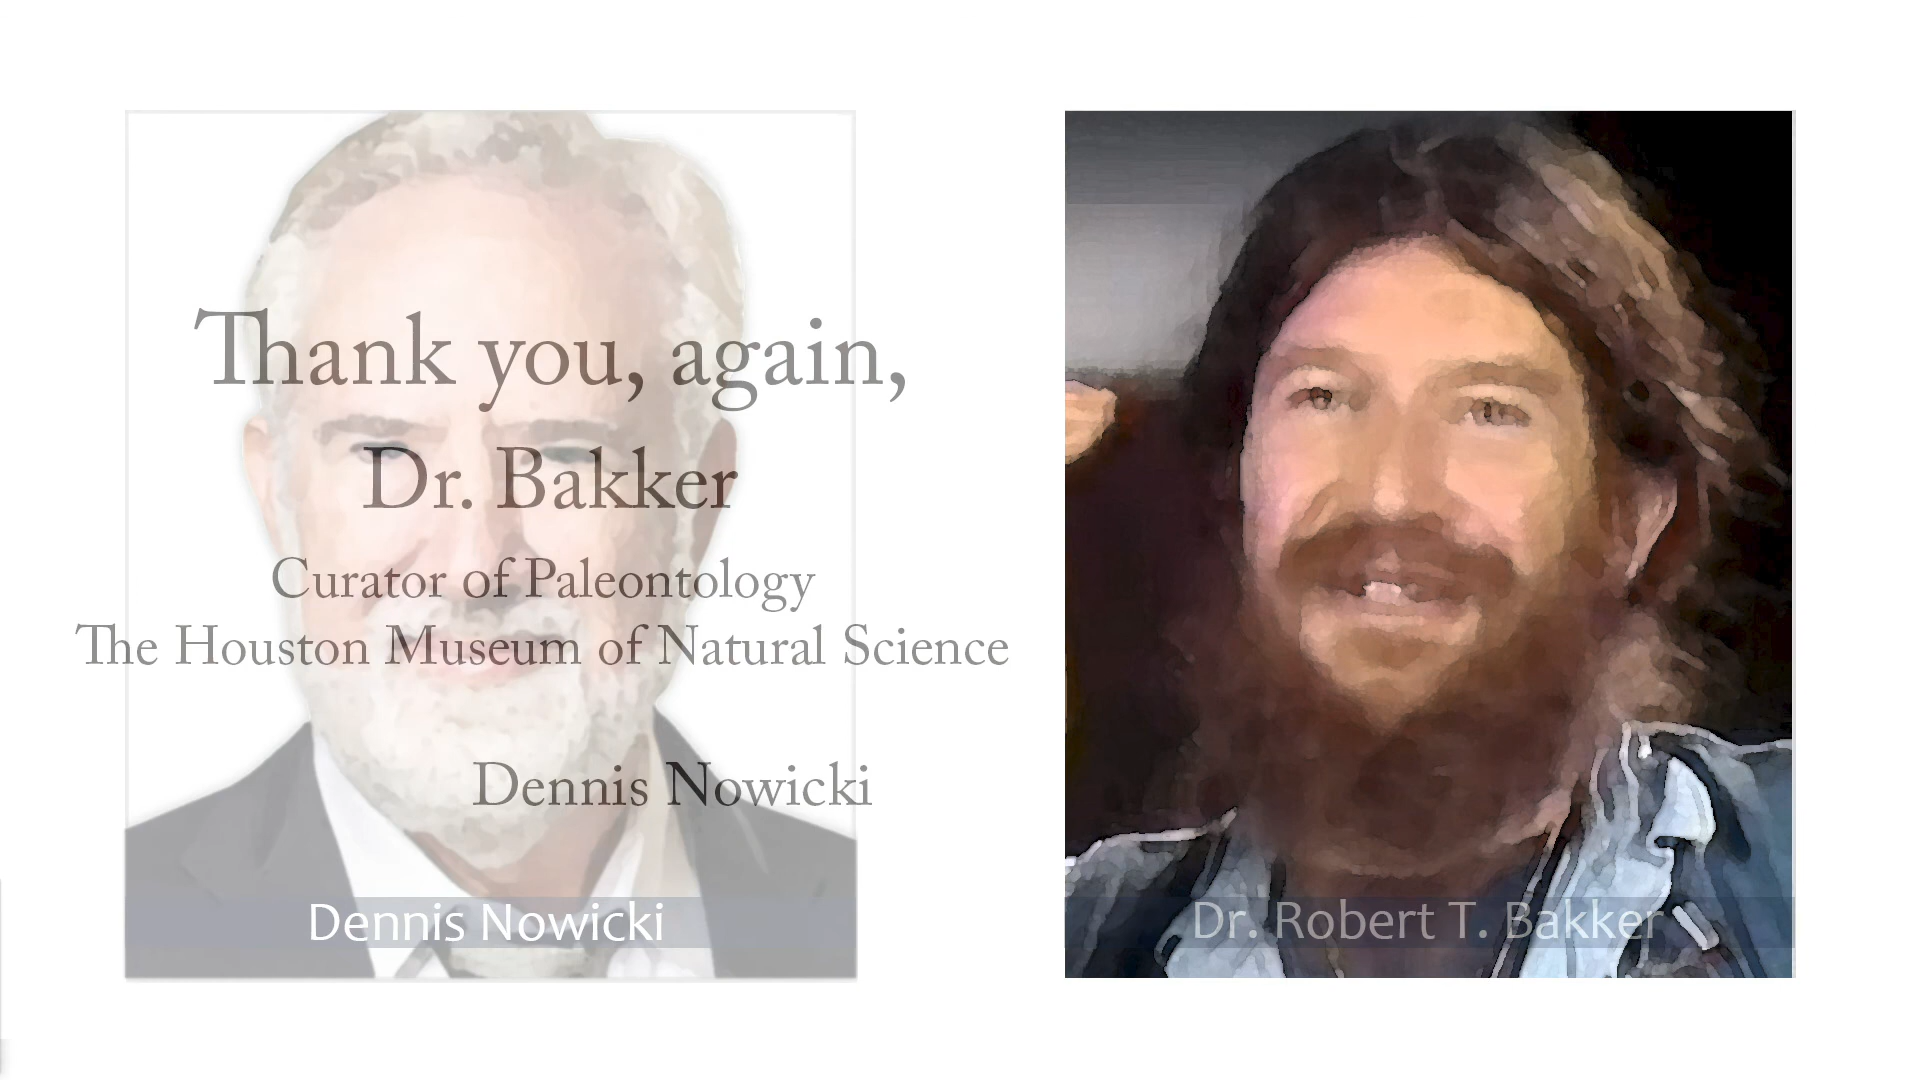 Thank you, again,
Dr. Bakker
Curator of Paleontology
The Houston Museum of Natural Science
Dennis Nowicki
Dennis Nowicki
Dr. Robert T. Bakker